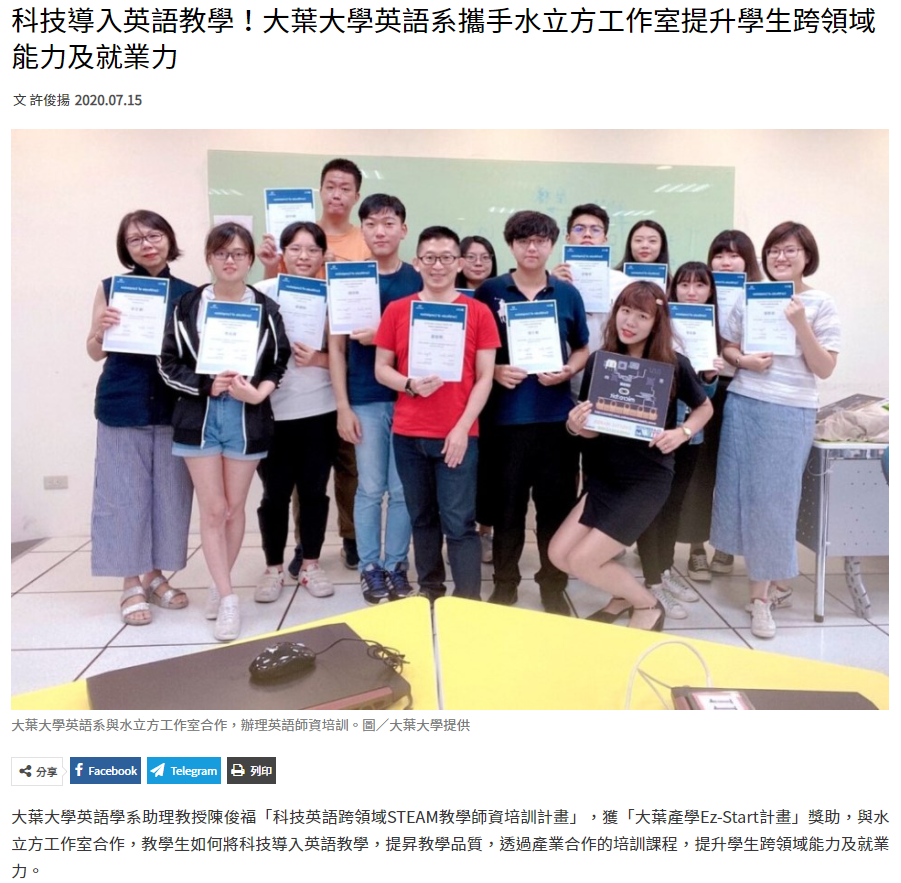 科技導入英語教學！大葉大學英語系攜手水立方工作室提升學生跨領域
能力及就業力
文 許俊揚 2020.07.15
大葉大學英語系與水立方工作室合作，辦理英語師資培訓。圖／大葉大學提供
分享
Facebook
Telegram
列印
大葉大學英語學系助理教授陳俊福「科技英語跨領域STEAM教學師資培訓計畫」，獲「大葉產學Ez-Start計畫」獎助，與水
立方工作室合作，教學生如何將科技導入英語教學，提昇教學品質，透過產業合作的培訓課程，提升學生跨領域能力及就業
力。